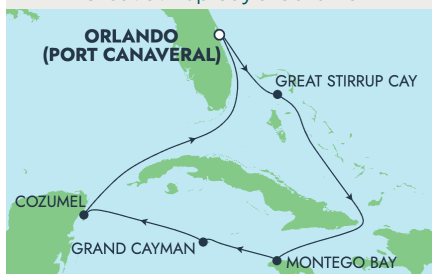 ORLANDO
(PORT CANAVERAL)
GREAT STIRRUP CAY
COZUMEL
GRAND CAYMAN
MONTEGO BAY